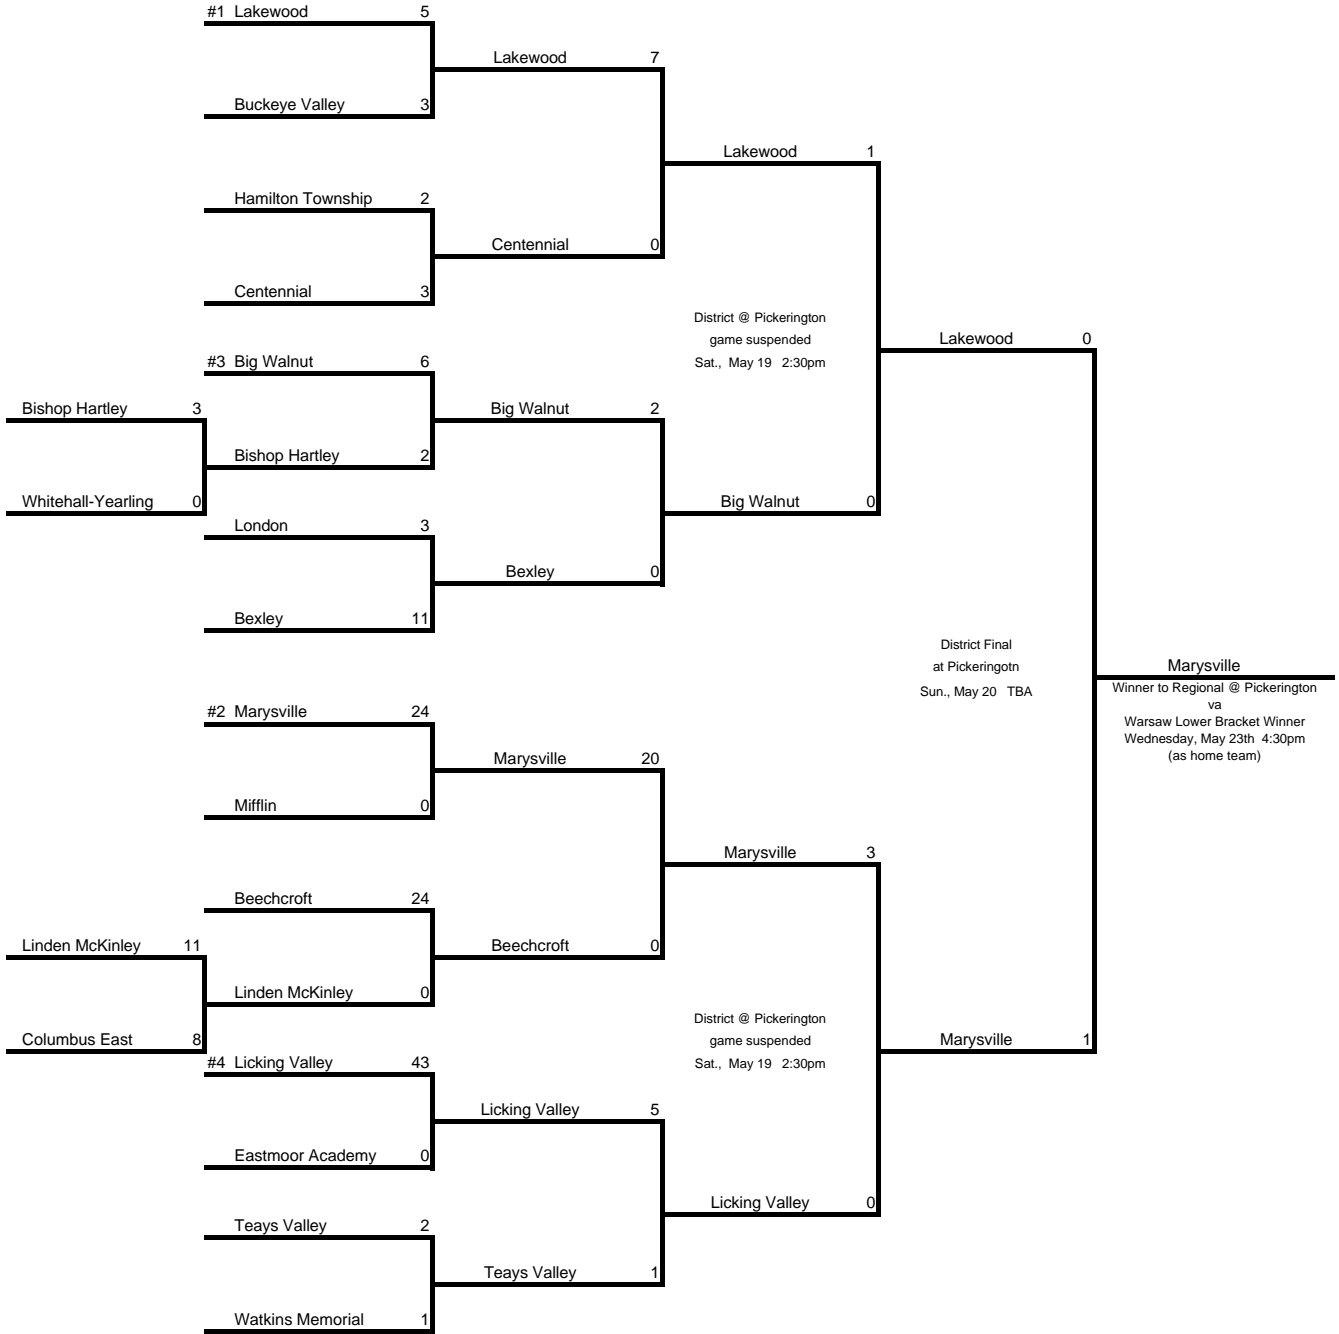 #1 Lakewood 5
Lakewood 7
Buckeye Valley 3
Lakewood 1
Hamilton Township 2
Centennial 0
Centennial 3
District @ Pickerington
game suspended
Sat., May 19 2:30pm
Lakewood 0
#3 Big Walnut 6
Bishop Hartley 3
Big Walnut 2
Bishop Hartley 2
Whitehall-Yearling 0
Big Walnut 0
London 3
Bexley 0
Bexley 11
District Final
at Pickeringotn
Sun., May 20 TBA
Marysville
Winner to Regional @ Pickerington
va
Warsaw Lower Bracket Winner
Wednesday, May 23th 4:30pm
(as home team)
#2 Marysville 24
Marysville 20
Mifflin 0
Marysville 3
Beechcroft 24
Linden McKinley 11
Beechcroft 0
Linden McKinley 0
District @ Pickerington
game suspended
Sat., May 19 2:30pm
Columbus East 8
Marysville 1
#4 Licking Valley 43
Licking Valley 5
Eastmoor Academy 0
Licking Valley 0
Teays Valley 2
Teays Valley 1
Watkins Memorial 1